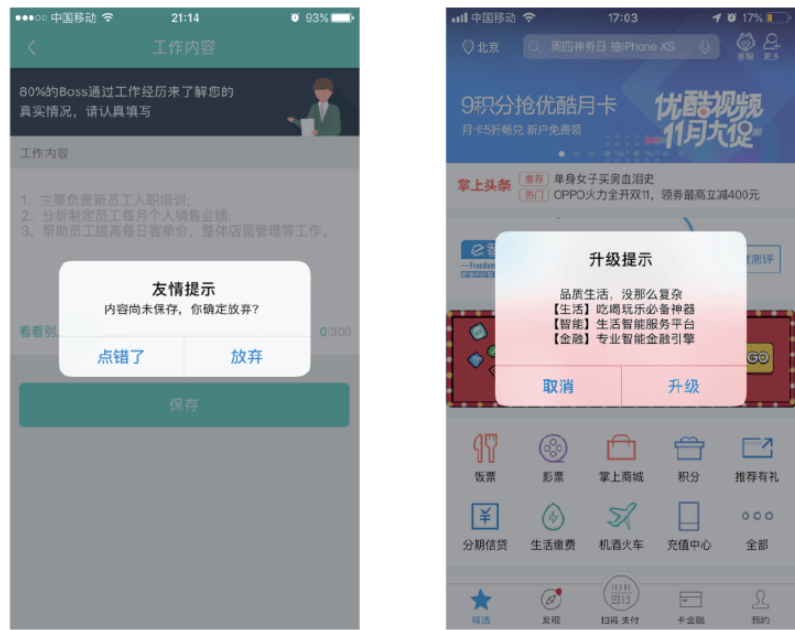 中国移动 21:14 93%
工作内容
80%的Boss通过工作经历来了解您的
真实情况，请认真填写
工作内容
1、主要负责新员工入职培训;
2、分析制定员工每月个人销售业绩;
3、帮助员工提高每日客单价，整体店面管理等工作。
友情提示
内容尚未保存，你确定放弃？
看看别
0/300
点错了 放弃
保存
中国移动 17:03 17%
北京 周四神券日 抽iPhone XS 客服 更多
9积分抢优酷月卡
月卡5折畅兑 新户免费领
优酷视频
11月大促
掌上头条
推荐 单身女子买房血泪史
热门 OPPO火力全开双11，领券最高立减400元
e智
Freedom
度测评
升级提示
品质生活，没那么复杂
【生活】吃喝玩乐必备神器
【智能】生活智能服务平台
【金融】专业智能金融引擎
GO
取消 升级
饭票 影票 掌上商城 积分 推荐有礼
分期信贷 生活缴费 机酒火车 充值中心 全部
精选 发现 扫码 支付 卡金融 我的